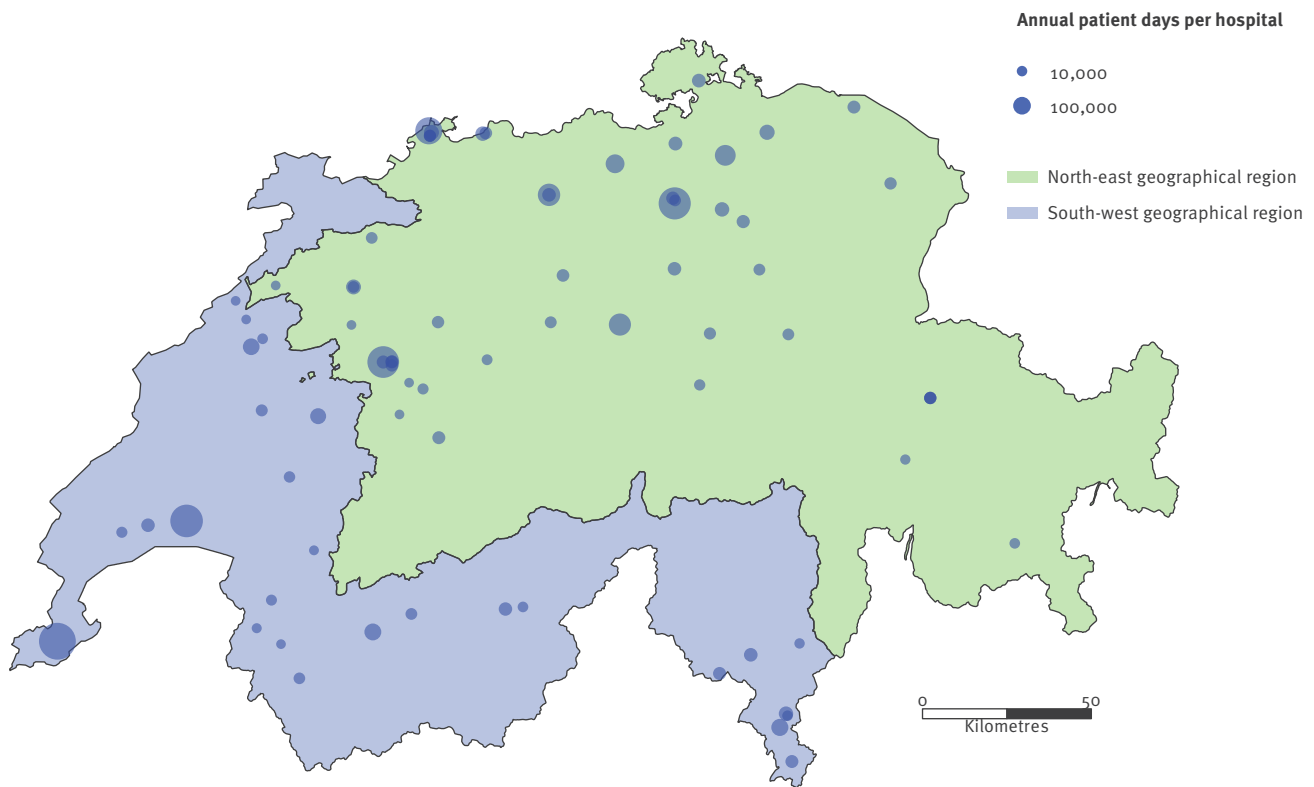 Annual patient days per hospital
10,000
100,000
North-east geographical region
South-west geographical region
0 50
Kilometres